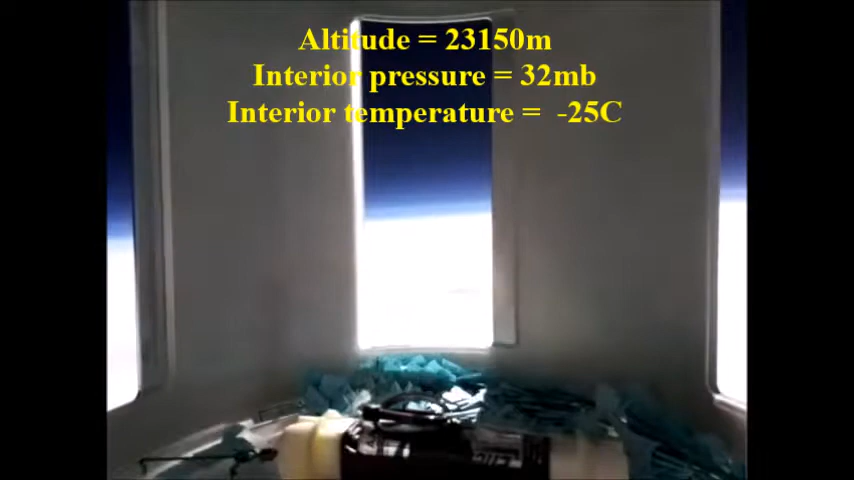 Altitude = 23150m
Interior pressure = 32mb
Interior temperature = -25C